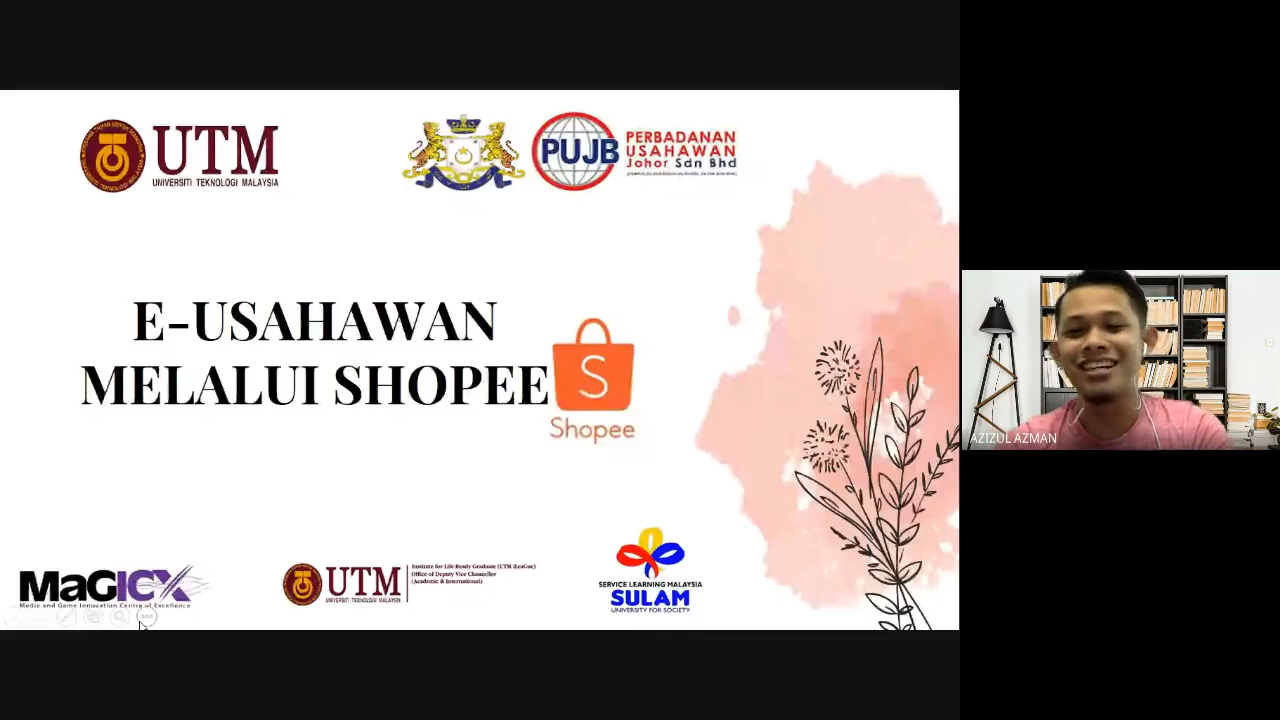 UTM
UNIVERSITI TEKNOLOGI MALAYSIA
PUJB
PERBADANAN
USAHAWAN
Johor Sdn Bhd
E-USAHAWAN
MELALUI SHOPEE
S
Shopee
AZIZUL AZMAN
MaGICX
Media and Game Innovation Centre of Excellence
UTM
UNIVERSITI TEKNOLOGI MALAYSIA
Institute for Life-Ready Graduate (UTM iLeaGue)
Office of Deputy Vice Chancellor
(Academic & International)
SERVICE LEARNING MALAYSIA
SULAM
UNIVERSITY FOR SOCIETY